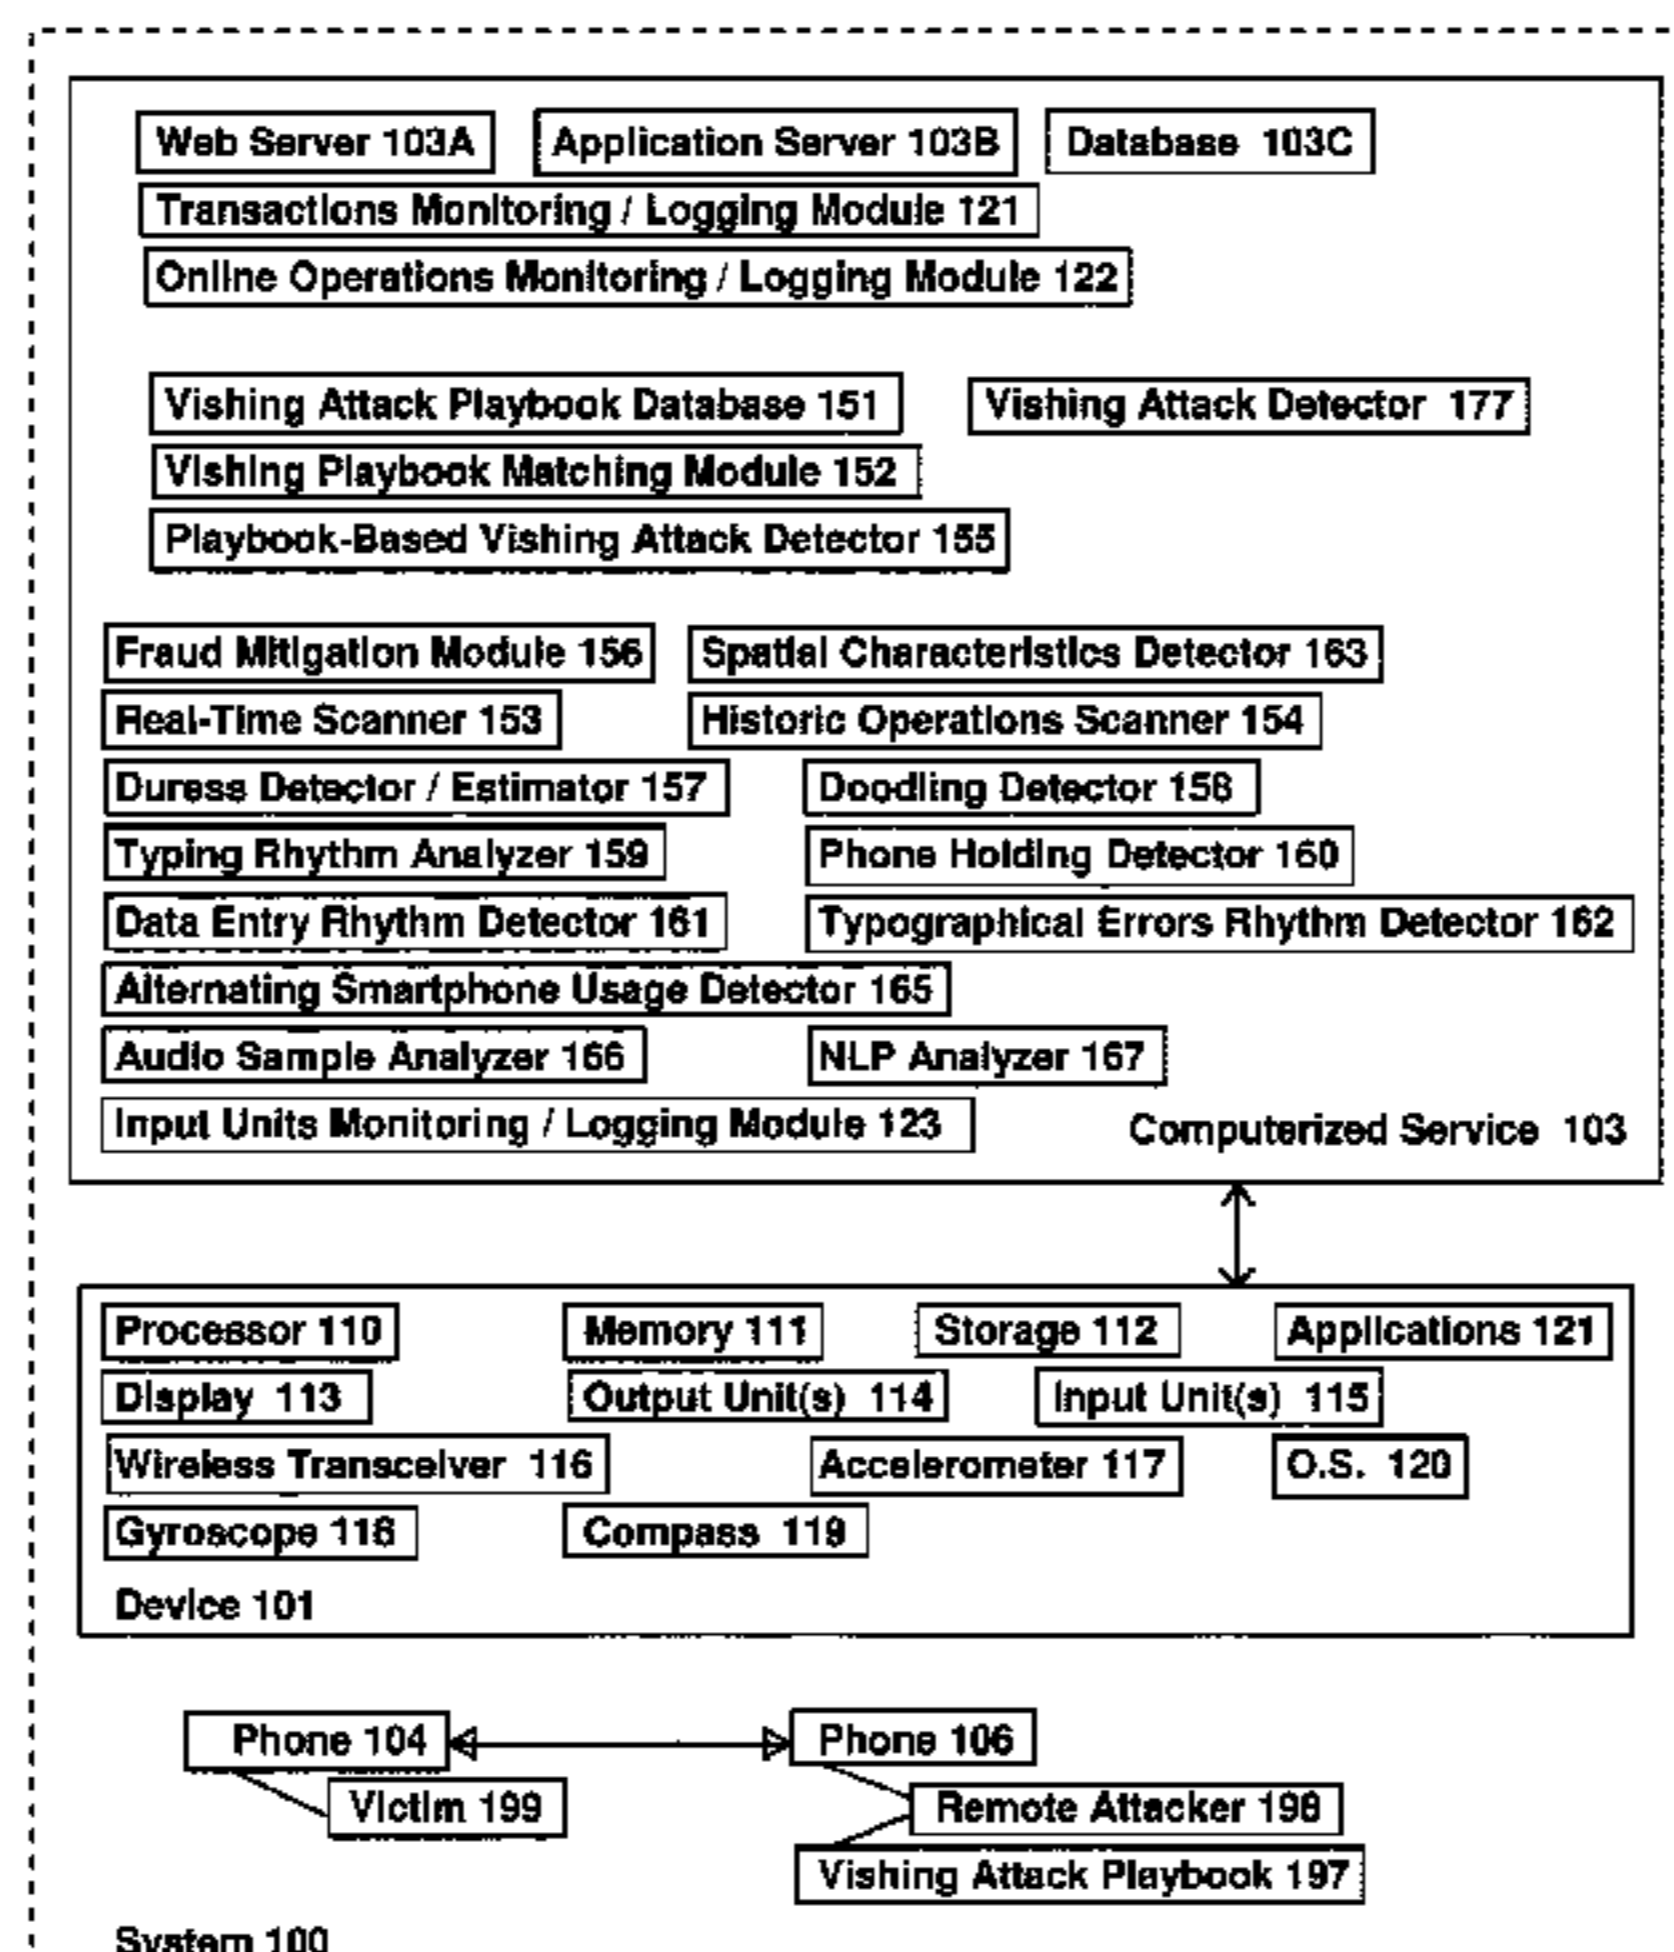 Web Server 103A Application Server 103B Database 103C
Transactions Monitoring / Logging Module 121
Online Operations Monitoring / Logging Module 122
Vishing Attack Playbook Database 151 Vishing Attack Detector 177
Vishing Playbook Matching Module 152
Playbook-Based Vishing Attack Detector 155
Fraud Mitigation Module 156 Spatial Characteristics Detector 163
Real-Time Scanner 153 Historic Operations Scanner 154
Duress Detector / Estimator 157 Doodling Detector 158
Typing Rhythm Analyzer 159 Phone Holding Detector 160
Data Entry Rhythm Detector 161 Typographical Errors Rhythm Detector 162
Alternating Smartphone Usage Detector 165
Audio Sample Analyzer 166 NLP Analyzer 167
Input Units Monitoring / Logging Module 123 Computerized Service 103
Processor 110 Memory 111 Storage 112 Applications 121
Display 113 Output Unit(s) 114 Input Unit(s) 115
Wireless Transceiver 116 Accelerometer 117 O.S. 120
Gyroscope 118 Compass 119
Device 101
Phone 104 Phone 106
Victim 199 Remote Attacker 198
Vishing Attack Playbook 197
System 100